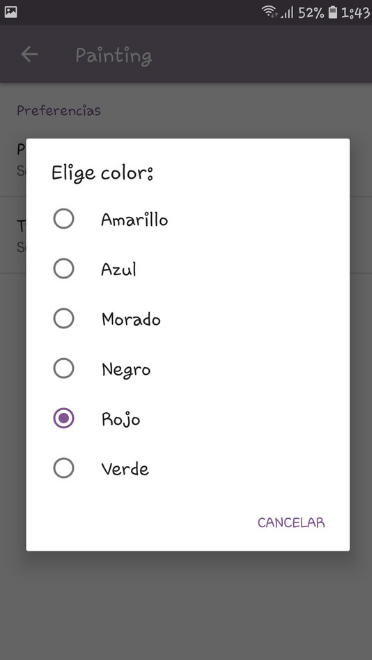 52% 1:43
Painting
Preferencias
Elige color:
Amarillo
Azul
Morado
Negro
Rojo
Verde
CANCELAR